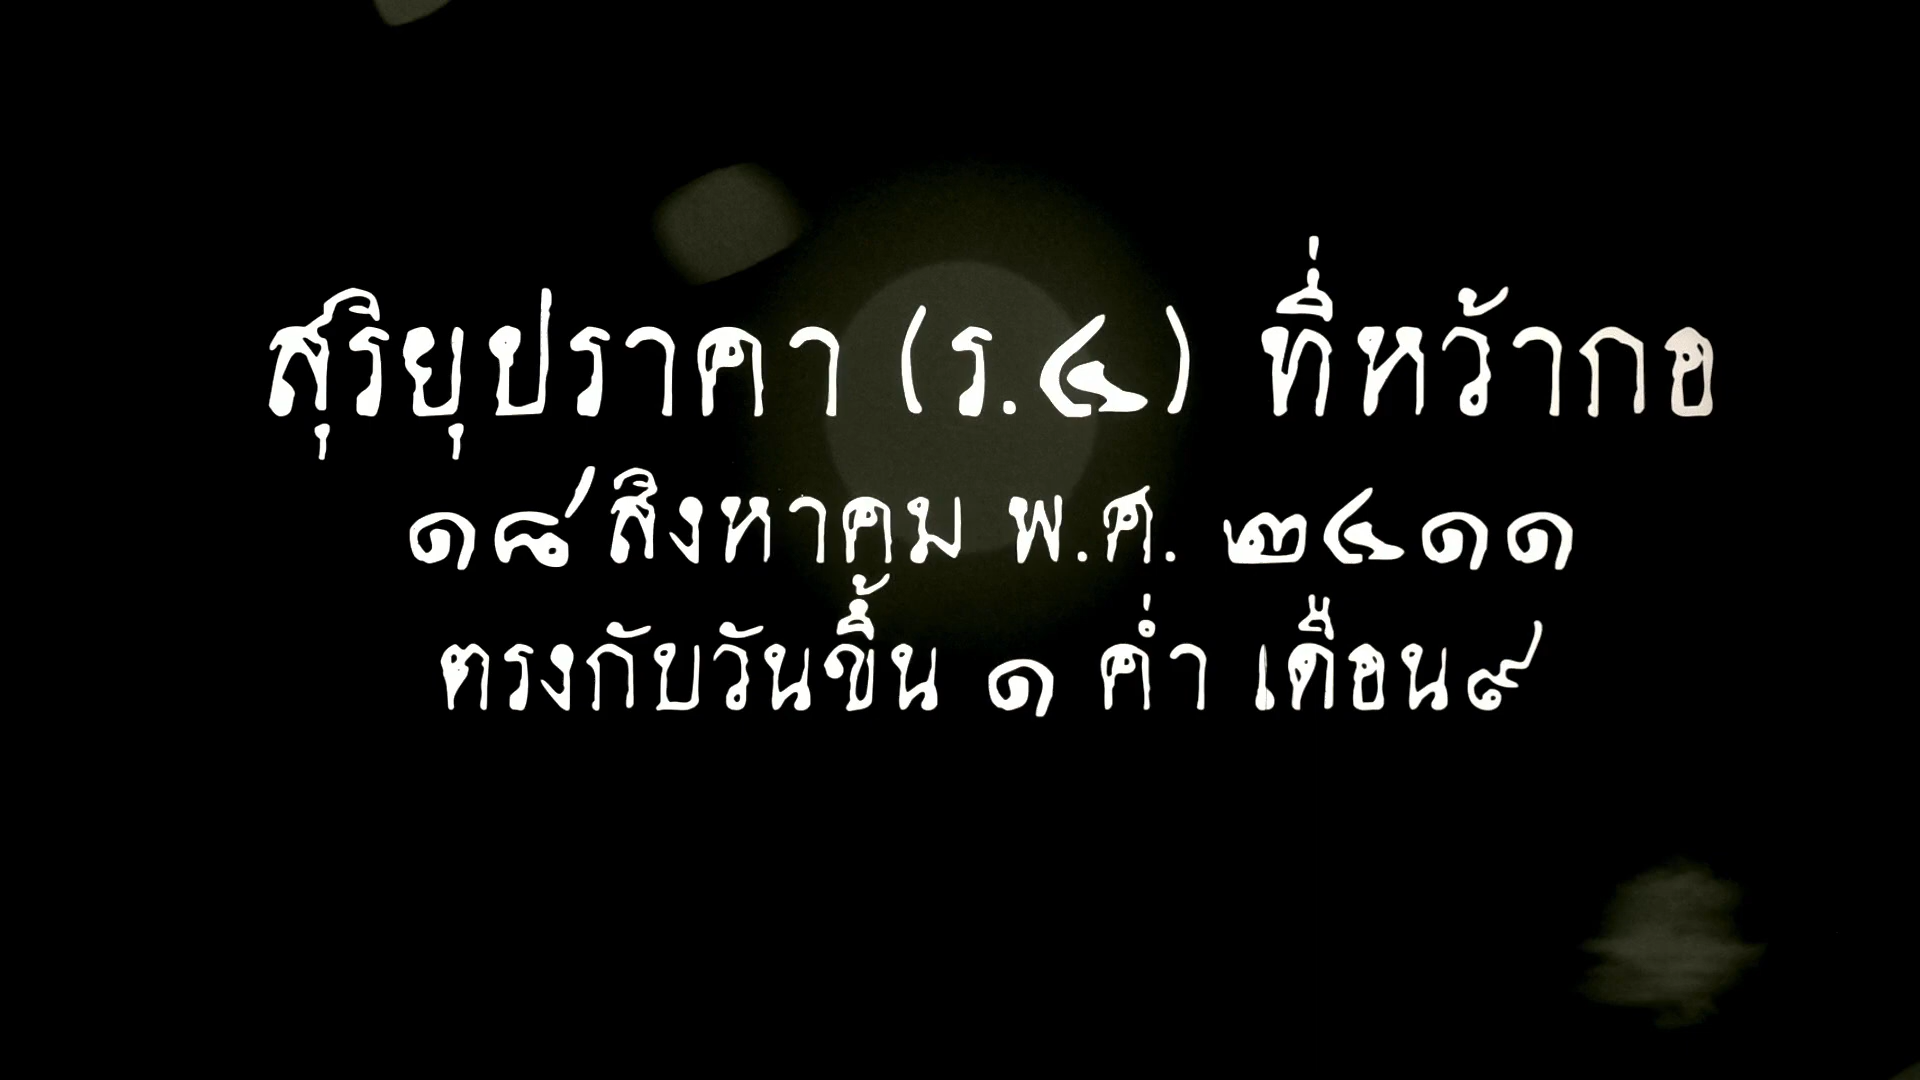 สุริยุปราคา (ร.๔) ที่หว้ากอ
๑๘ สิงหาคม พ.ศ. ๒๔๑๑
ตรงกับวันขึ้น ๑ ค่ำ เดือน๙